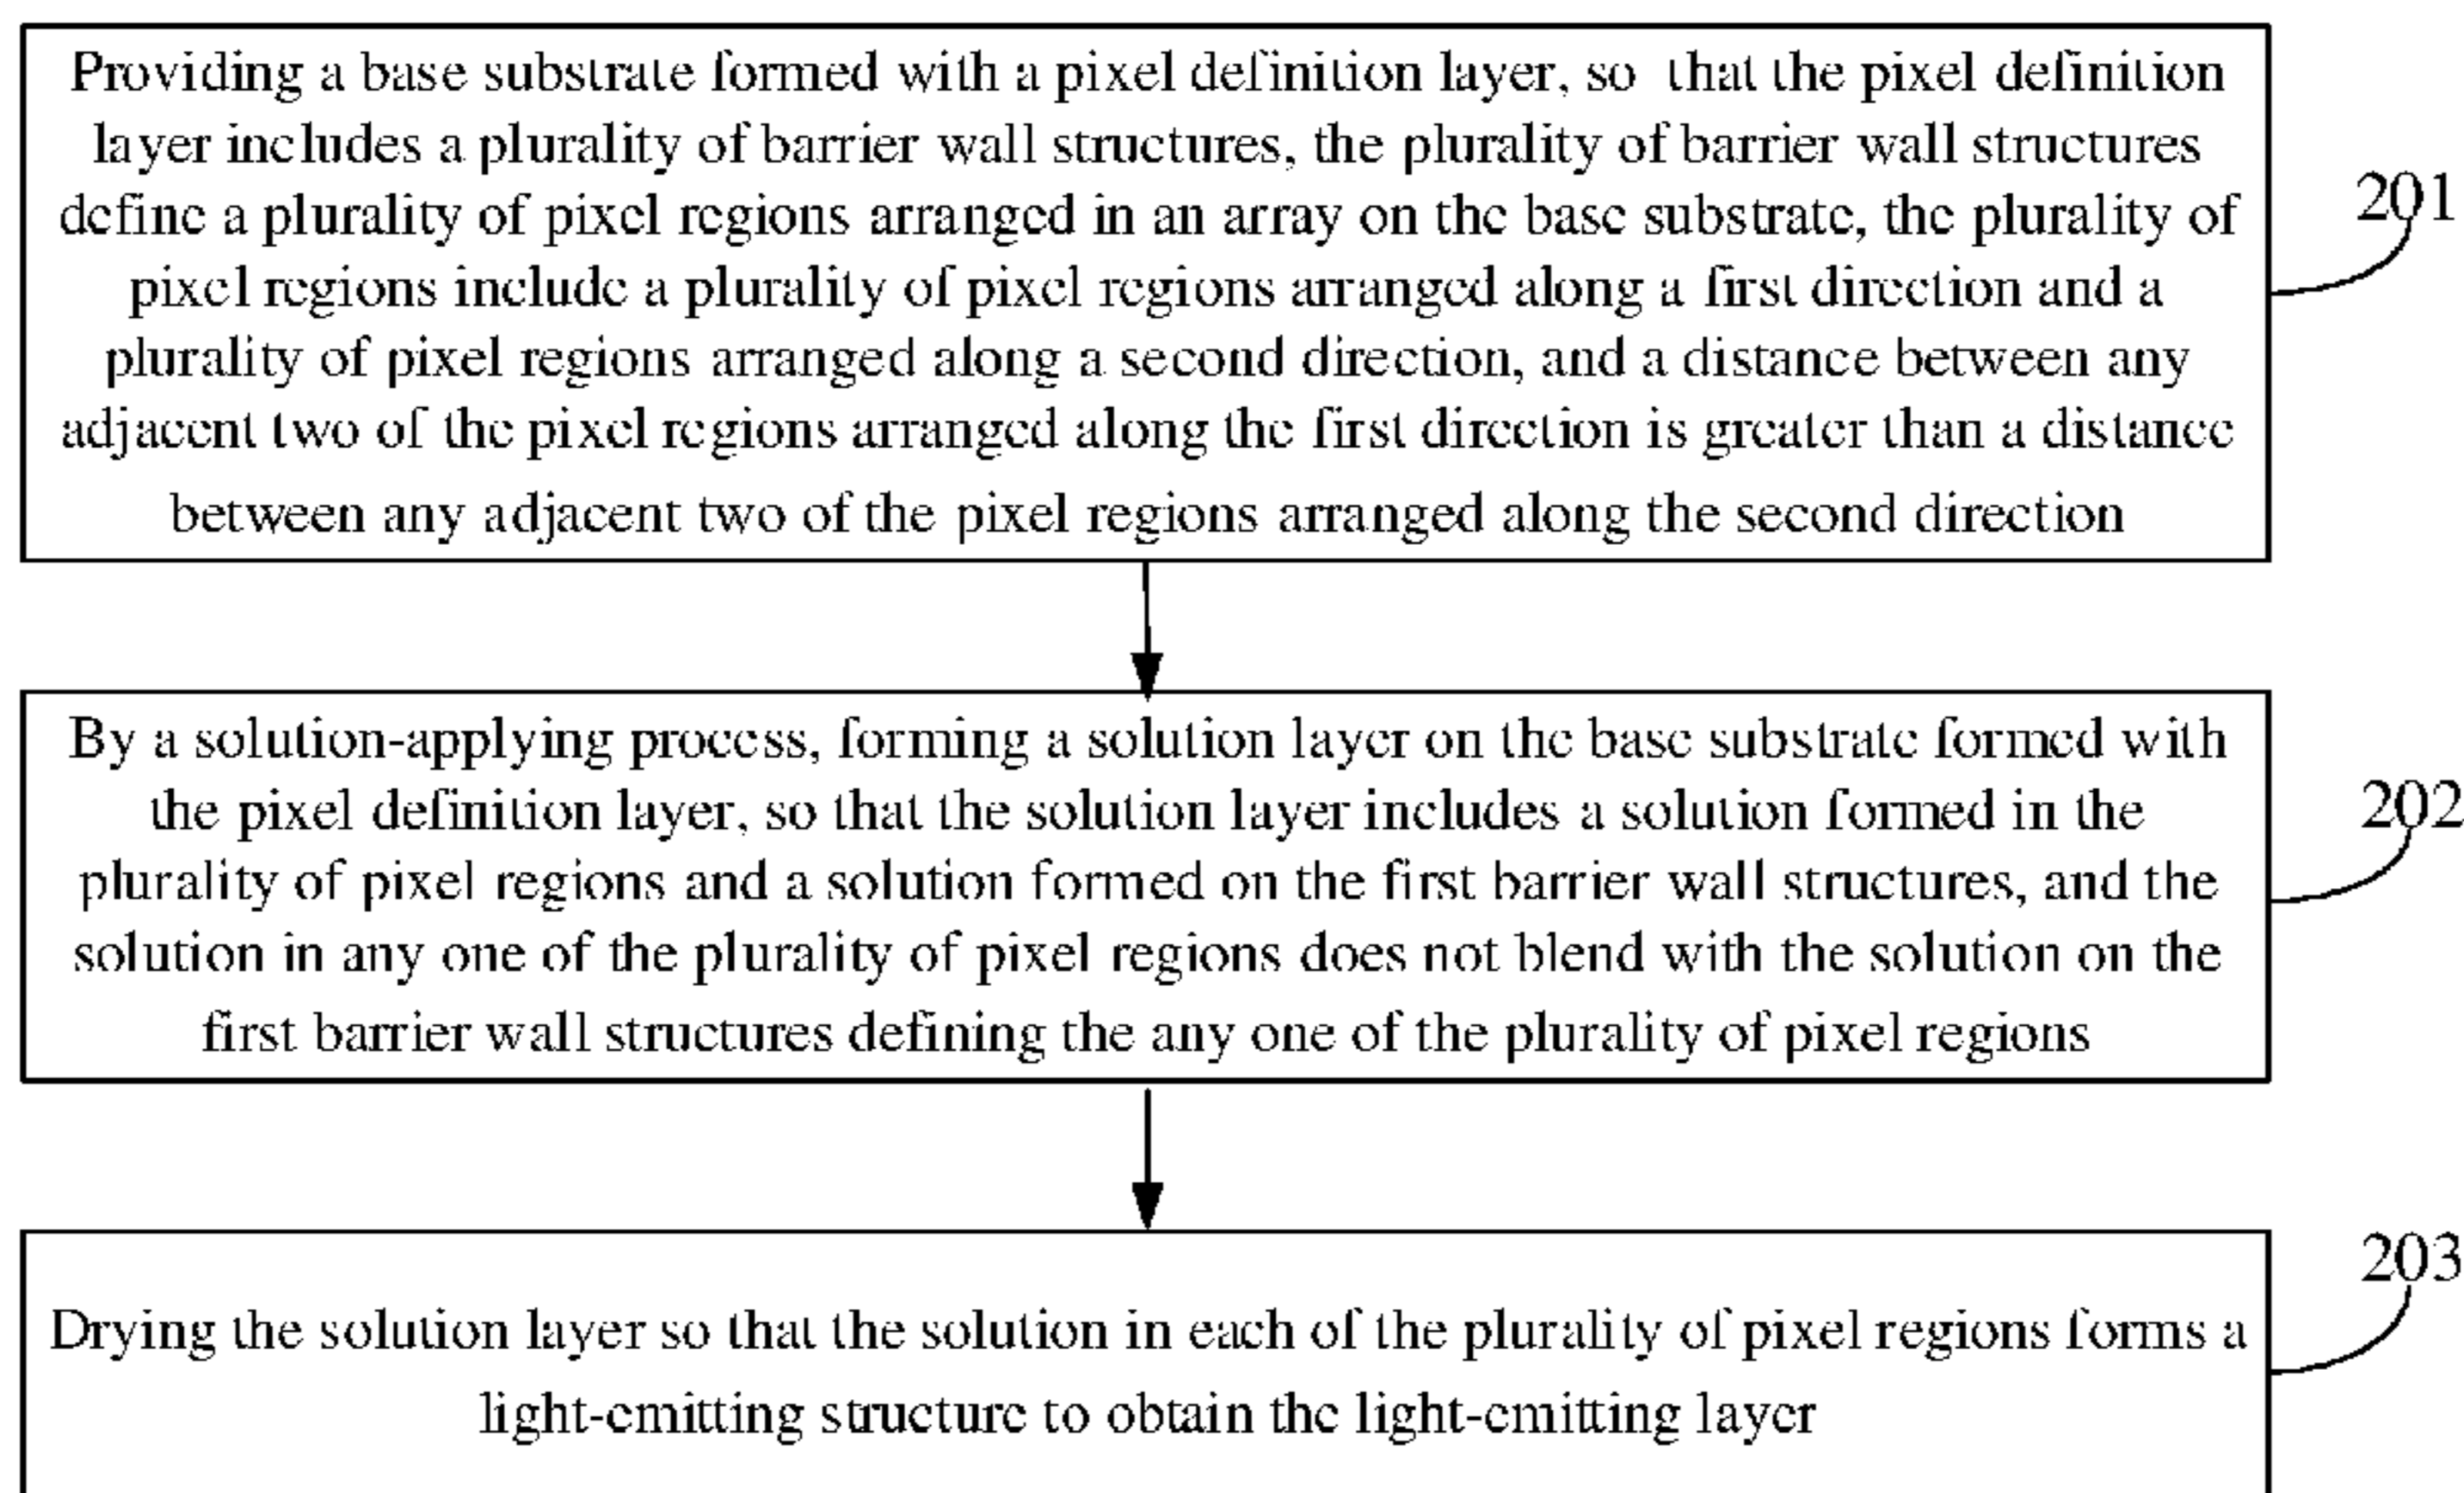 Providing a base substrate formed with a pixel definition layer, so that the pixel definition
layer includes a plurality of barrier wall structures, the plurality of barrier wall structures
define a plurality of pixel regions arranged in an array on the base substrate, the plurality of
pixel regions include a plurality of pixel regions arranged along a first direction and a
plurality of pixel regions arranged along a second direction, and a distance between any
adjacent two of the pixel regions arranged along the first direction is greater than a distance
between any adjacent two of the pixel regions arranged along the second direction
201
By a solution-applying process, forming a solution layer on the base substrate formed with
the pixel definition layer, so that the solution layer includes a solution formed in the
plurality of pixel regions and a solution formed on the first barrier wall structures, and the
solution in any one of the plurality of pixel regions does not blend with the solution on the
first barrier wall structures defining the any one of the plurality of pixel regions
202
Drying the solution layer so that the solution in each of the plurality of pixel regions forms a
light-emitting structure to obtain the light-emitting layer
203